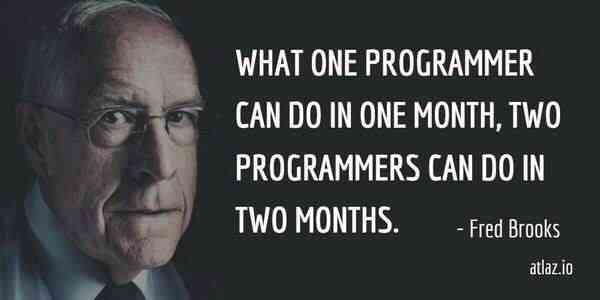 WHAT ONE PROGRAMMER
CAN DO IN ONE MONTH, TWO
PROGRAMMERS CAN DO IN
TWO MONTHS.
- Fred Brooks
atlaz.io